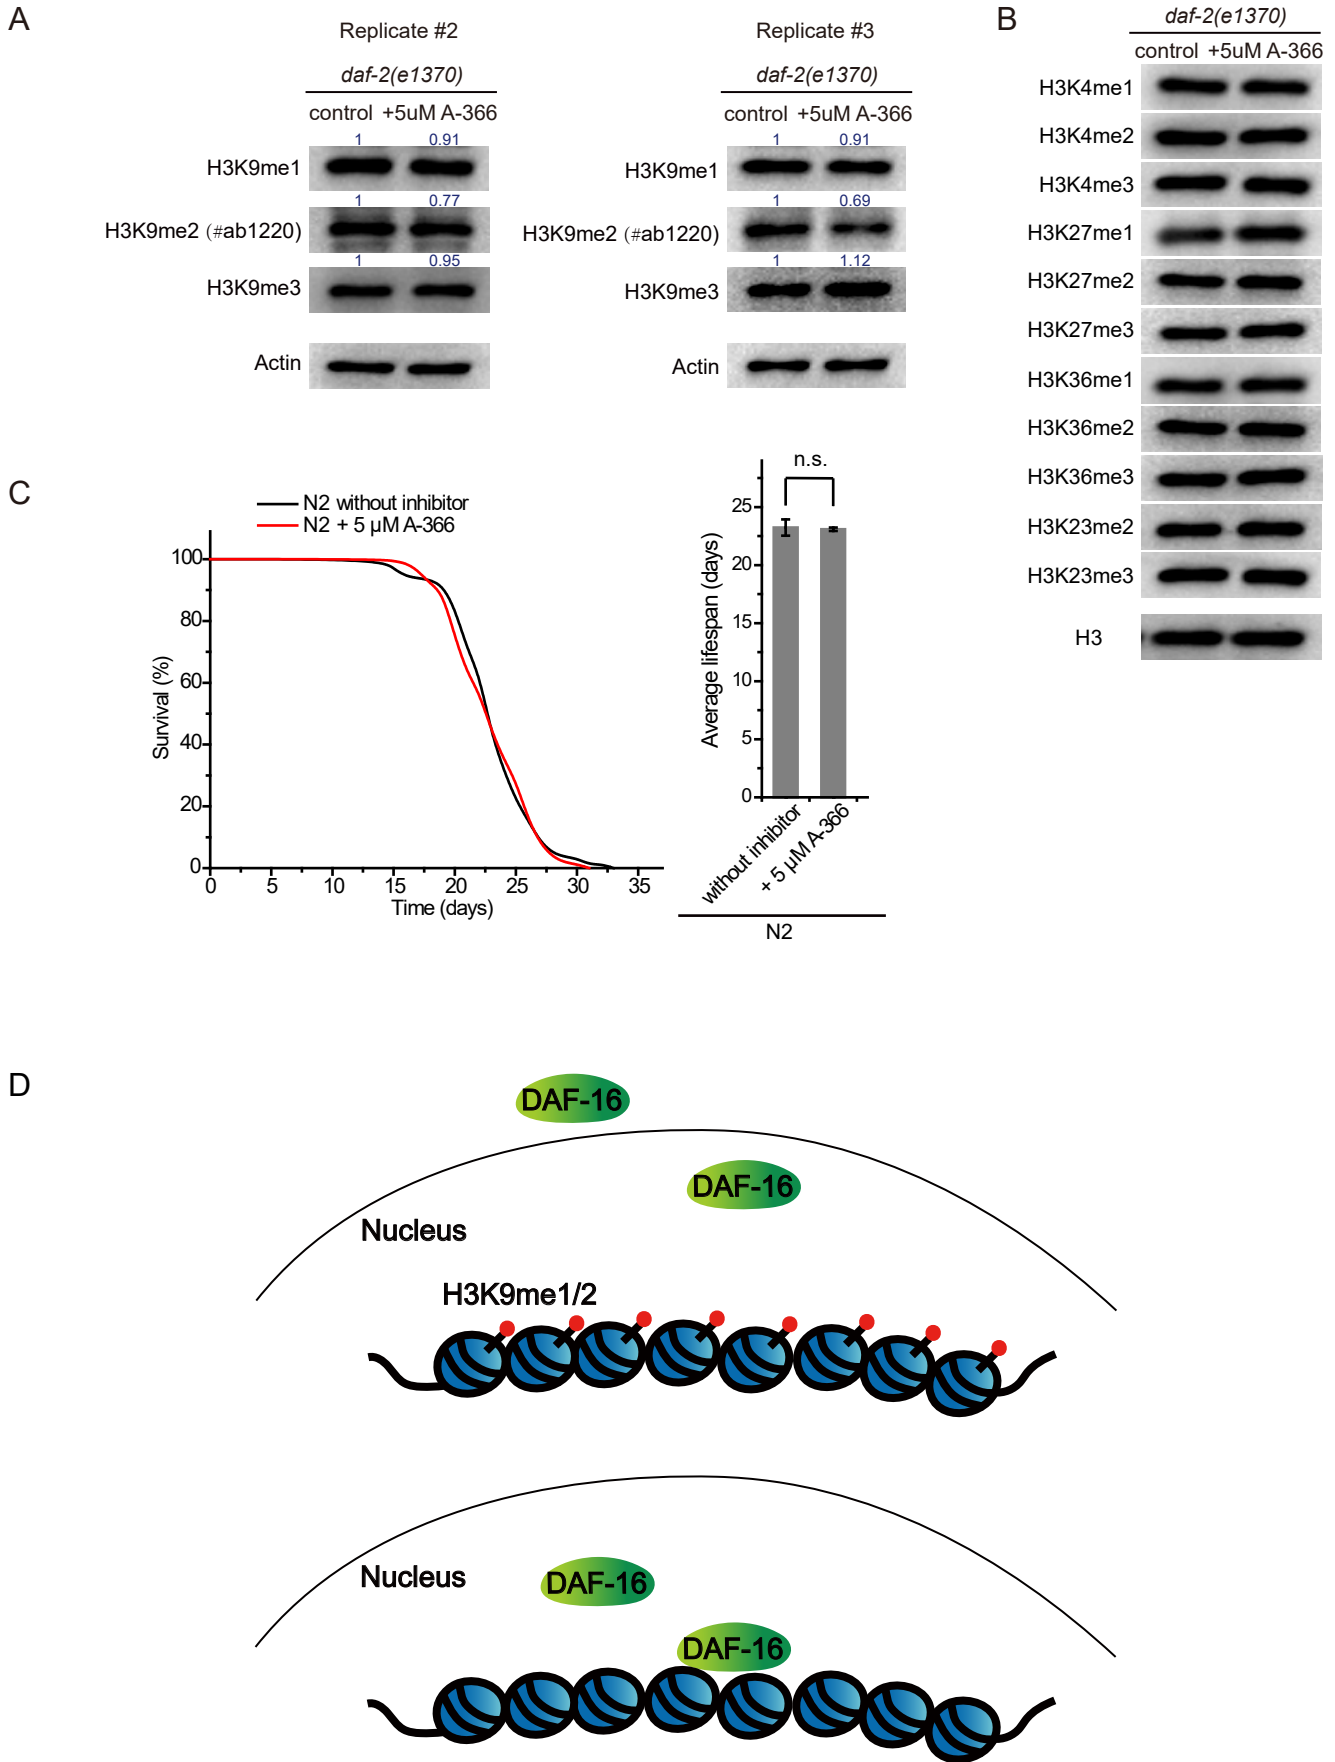 A
Replicate #2
daf-2(e1370)
control +5uM A-366
1 0.91
H3K9me1
1 0.77
H3K9me2 (#ab1220)
1 0.95
H3K9me3
Actin
Replicate #3
daf-2(e1370)
control +5uM A-366
1 0.91
H3K9me1
1 0.69
H3K9me2 (#ab1220)
1 1.12
H3K9me3
Actin
B
daf-2(e1370)
control +5uM A-366
H3K4me1
H3K4me2
H3K4me3
H3K27me1
H3K27me2
H3K27me3
H3K36me1
H3K36me2
H3K36me3
H3K23me2
H3K23me3
H3
C
N2 without inhibitor
N2 + 5 µM A-366
Survival (%)
100
80
60
40
20
0
0 5 10 15 20 25 30 35
Time (days)
n.s.
Average lifespan (days)
25
20
15
10
5
0
without inhibitor
+ 5 µM A-366
N2
D
DAF-16
DAF-16
Nucleus
H3K9me1/2
Nucleus
DAF-16
DAF-16